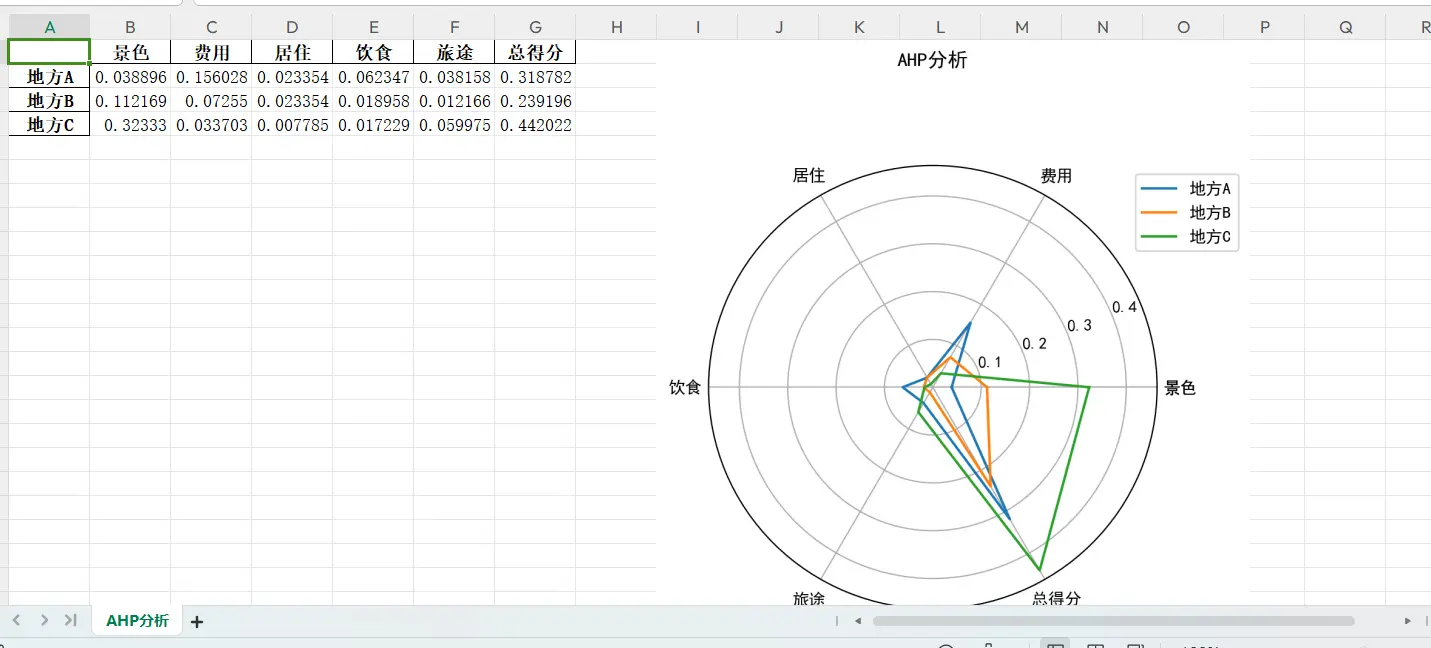 A B C D E F G H I J K L M N O P Q R
景色 费用 居住 饮食 旅途 总得分
地方A 0.038896 0.156028 0.023354 0.062347 0.038158 0.318782
地方B 0.112169 0.07255 0.023354 0.018958 0.012166 0.239196
地方C 0.32333 0.033703 0.007785 0.017229 0.059975 0.442022
AHP分析
居住 费用
地方A
地方B
地方C
0.4
0.3
0.2
0.1
饮食 景色
旅途 总得分
AHP分析